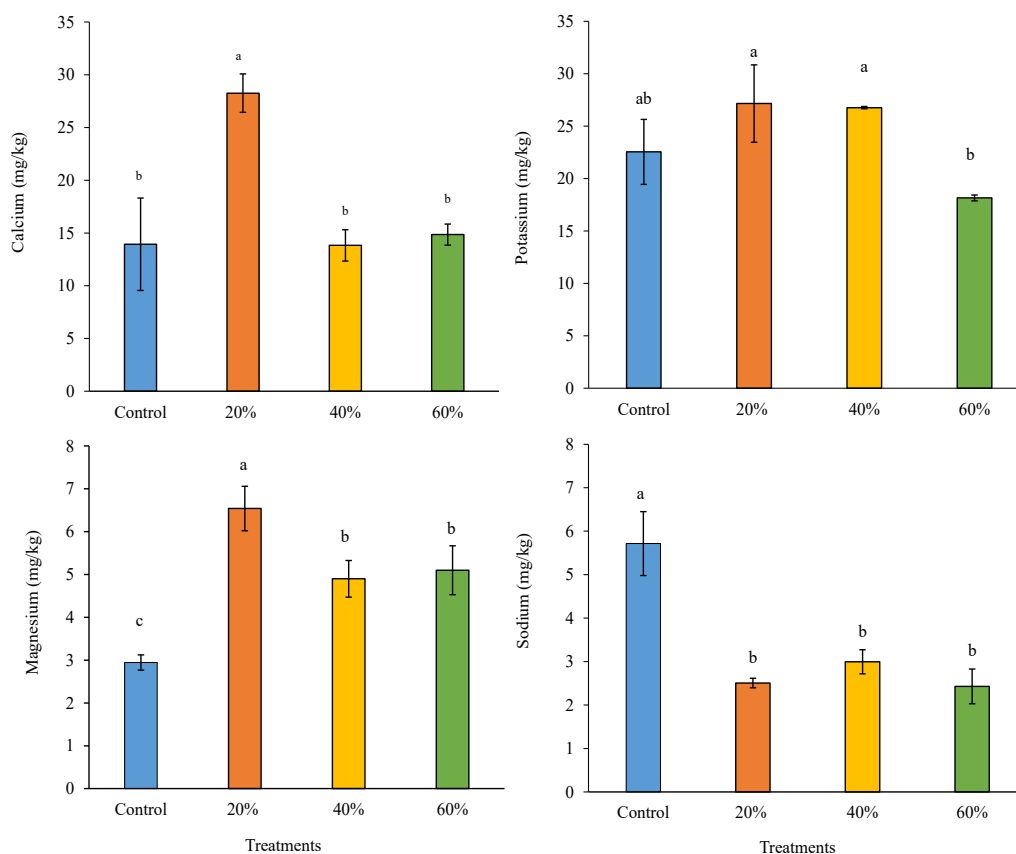 35
30
25
20
15
10
5
0
Calcium (mg/kg)
b
a
b
b
Control 20% 40% 60%
35
30
25
20
15
10
5
0
Potassium (mg/kg)
ab
a
a
b
Control 20% 40% 60%
8
7
6
5
4
3
2
1
0
Magnesium (mg/kg)
c
a
b
b
Control 20% 40% 60%
Treatments
8
7
6
5
4
3
2
1
0
Sodium (mg/kg)
a
b
b
b
Control 20% 40% 60%
Treatments